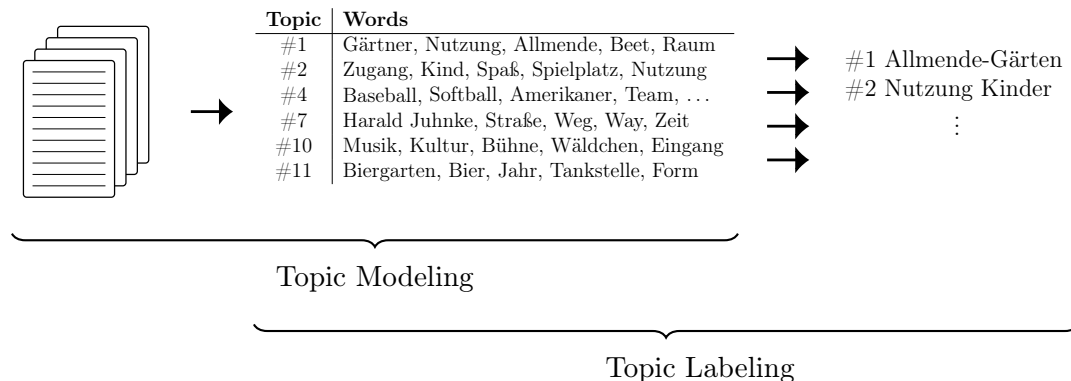 Topic Words
#1 Gärtner, Nutzung, Allmende, Beet, Raum
#2 Zugang, Kind, Spaß, Spielplatz, Nutzung
#4 Baseball, Softball, Amerikaner, Team, …
#7 Harald Juhnke, Straße, Weg, Way, Zeit
#10 Musik, Kultur, Bühne, Wäldchen, Eingang
#11 Biergarten, Bier, Jahr, Tankstelle, Form
#1 Allmende-Gärten
#2 Nutzung Kinder
⋮
Topic Modeling
Topic Labeling